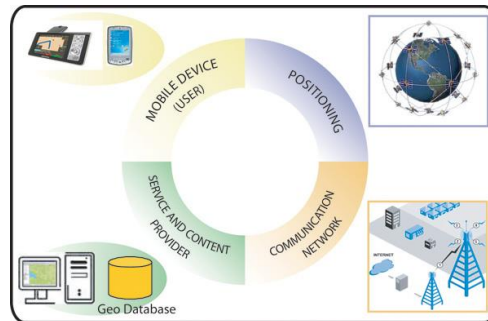 MOBILE DEVICE
(USER)
POSITIONING
SERVICE AND CONTENT
PROVIDER
COMMUNICATION
NETWORK
INTERNET
Geo Database